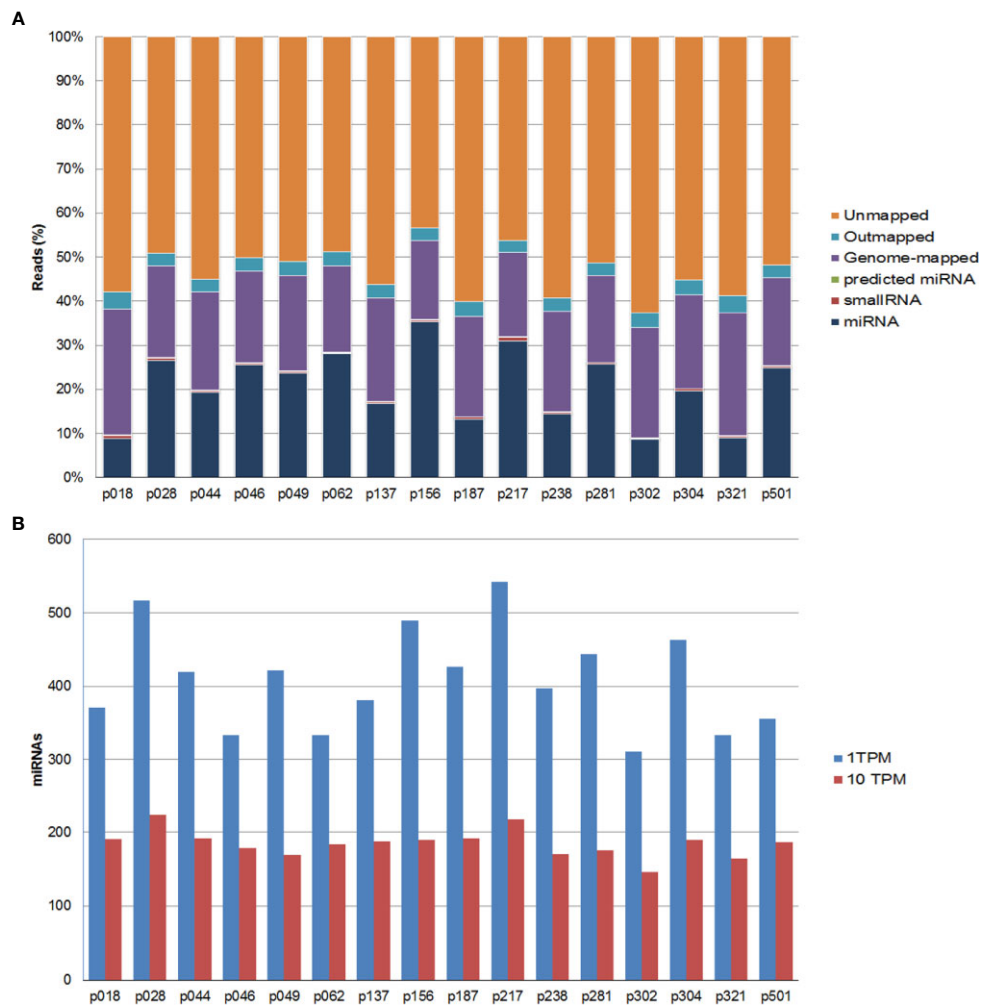 A
100%
90%
80%
70%
60%
50%
40%
30%
20%
10%
0%
Reads (%)
p018 p028 p044 p046 p049 p062 p137 p156 p187 p217 p238 p281 p302 p304 p321 p501
Unmapped
Outmapped
Genome-mapped
predicted miRNA
smallRNA
miRNA
B
600
500
400
300
200
100
0
miRNAs
p018 p028 p044 p046 p049 p062 p137 p156 p187 p217 p238 p281 p302 p304 p321 p501
1TPM
10 TPM